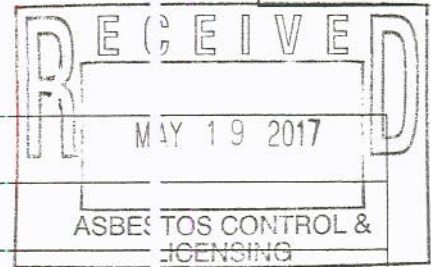 RECEIVED
MAY 19 2017
ASBESTOS CONTROL &
LICENSING